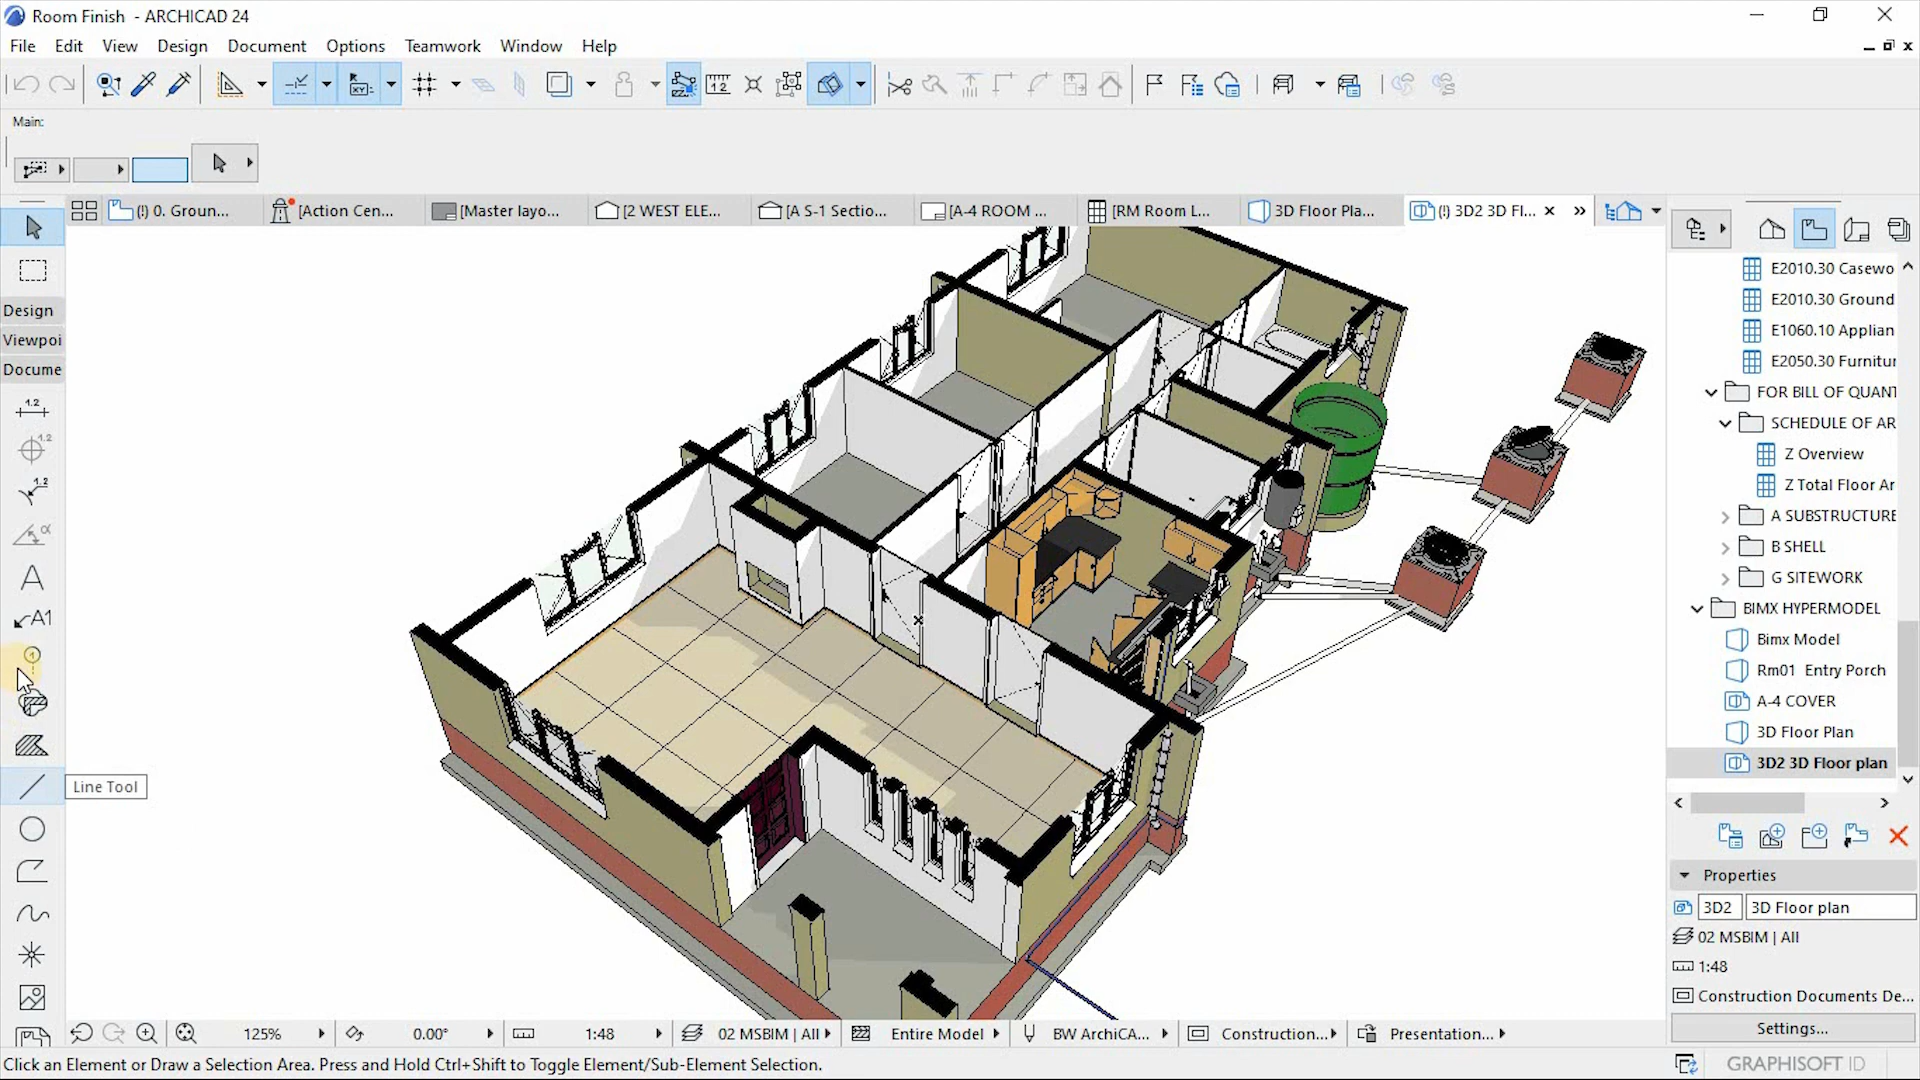 Room Finish - ARCHICAD 24
File Edit View Design Document Options Teamwork Window Help
Main:
(!) 0. Groun... [Action Cen... [Master layo... [2 WEST ELE... [A S-1 Sectio... [A-4 ROOM ... [RM Room L... 3D Floor Pla... (!) 3D2 3D Fl...
Design
Viewpoi
Docume
Line Tool
E2010.30 Casewo
E2010.30 Ground
E1060.10 Applian
E2050.30 Furnitur
FOR BILL OF QUANT
SCHEDULE OF AR
Z Overview
Z Total Floor Ar
A SUBSTRUCTURE
B SHELL
G SITEWORK
BIMX HYPERMODEL
Bimx Model
Rm01 Entry Porch
A-4 COVER
3D Floor Plan
3D2 3D Floor plan
Properties
3D2 3D Floor plan
02 MSBIM | All
1:48
Construction Documents De...
Settings...
125% 0.00° 1:48 02 MSBIM | All Entire Model BW ArchiCA... Construction... Presentation...
Click an Element or Draw a Selection Area. Press and Hold Ctrl+Shift to Toggle Element/Sub-Element Selection.
GRAPHISOFT ID